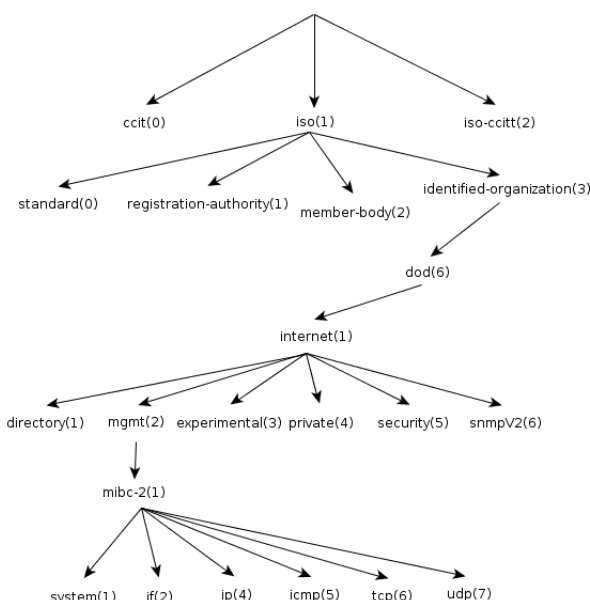 ccit(0)
iso(1)
iso-ccitt(2)
standard(0)
registration-authority(1)
member-body(2)
identified-organization(3)
dod(6)
internet(1)
directory(1)
mgmt(2)
experimental(3)
private(4)
security(5)
snmpV2(6)
mibc-2(1)
system(1)
if(2)
ip(4)
icmp(5)
tcp(6)
udp(7)